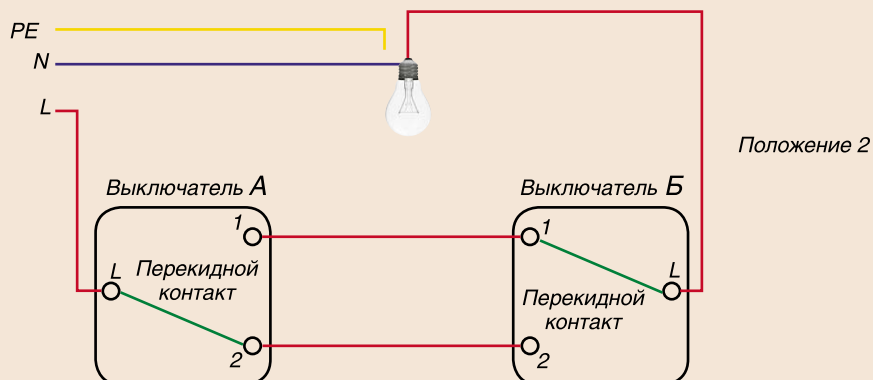 PE
N
L
Положение 2
Выключатель А
Выключатель Б
1
1
L
Перекидной
контакт
L
Перекидной
контакт
2
2